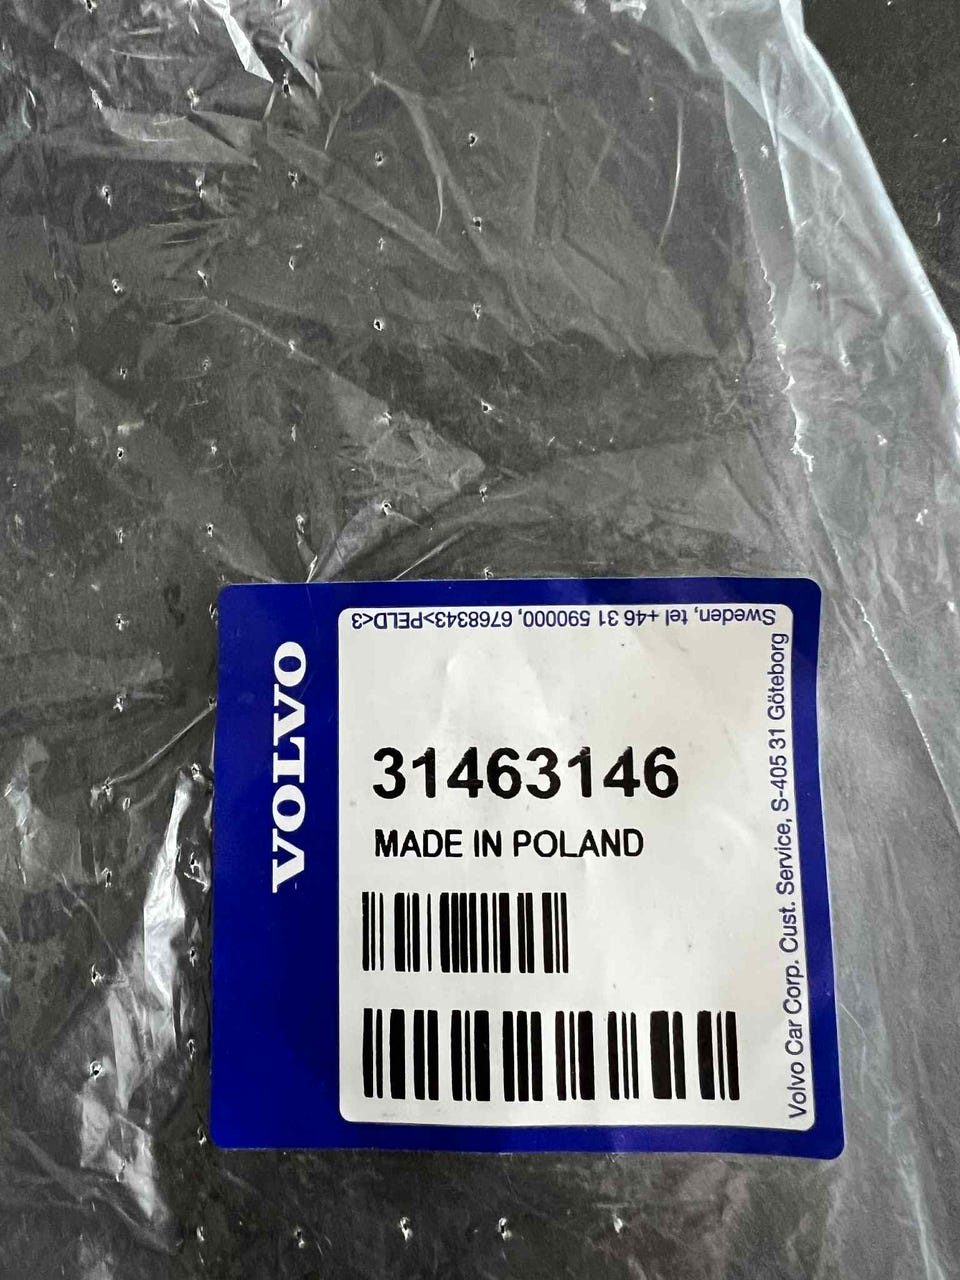 VOLVO
31463146
MADE IN POLAND
Volvo Car Corp. Cust. Service, S-405 31 Göteborg
Sweden, tel +46 31 590000, 6768343>PELD<3